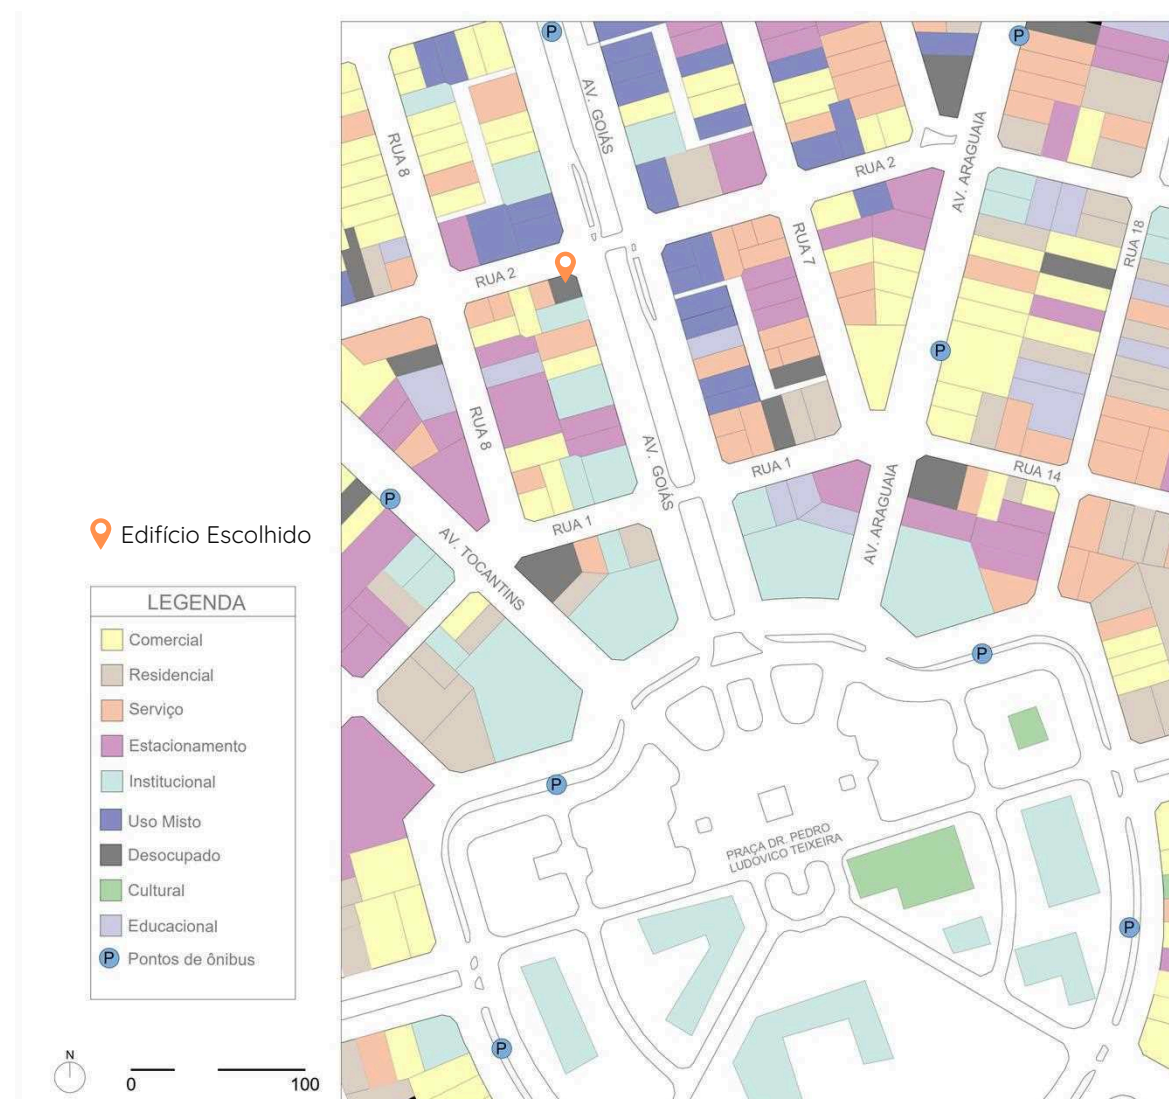 P
P
AV. GOIÁS
RUA 8
AV. ARAGUAIA
RUA 2
RUA 7
RUA 18
RUA 2
P
RUA 8
AV. GOIÁS
RUA 1
RUA 14
P
AV. ARAGUAIA
RUA 1
AV. TOCANTINS
Edifício Escolhido
LEGENDA
Comercial
Residencial
Serviço
Estacionamento
Institucional
Uso Misto
Desocupado
Cultural
Educacional
P Pontos de ônibus
P
P
PRAÇA DR. PEDRO
LUDOVICO TEIXEIRA
P
P
N
0 100